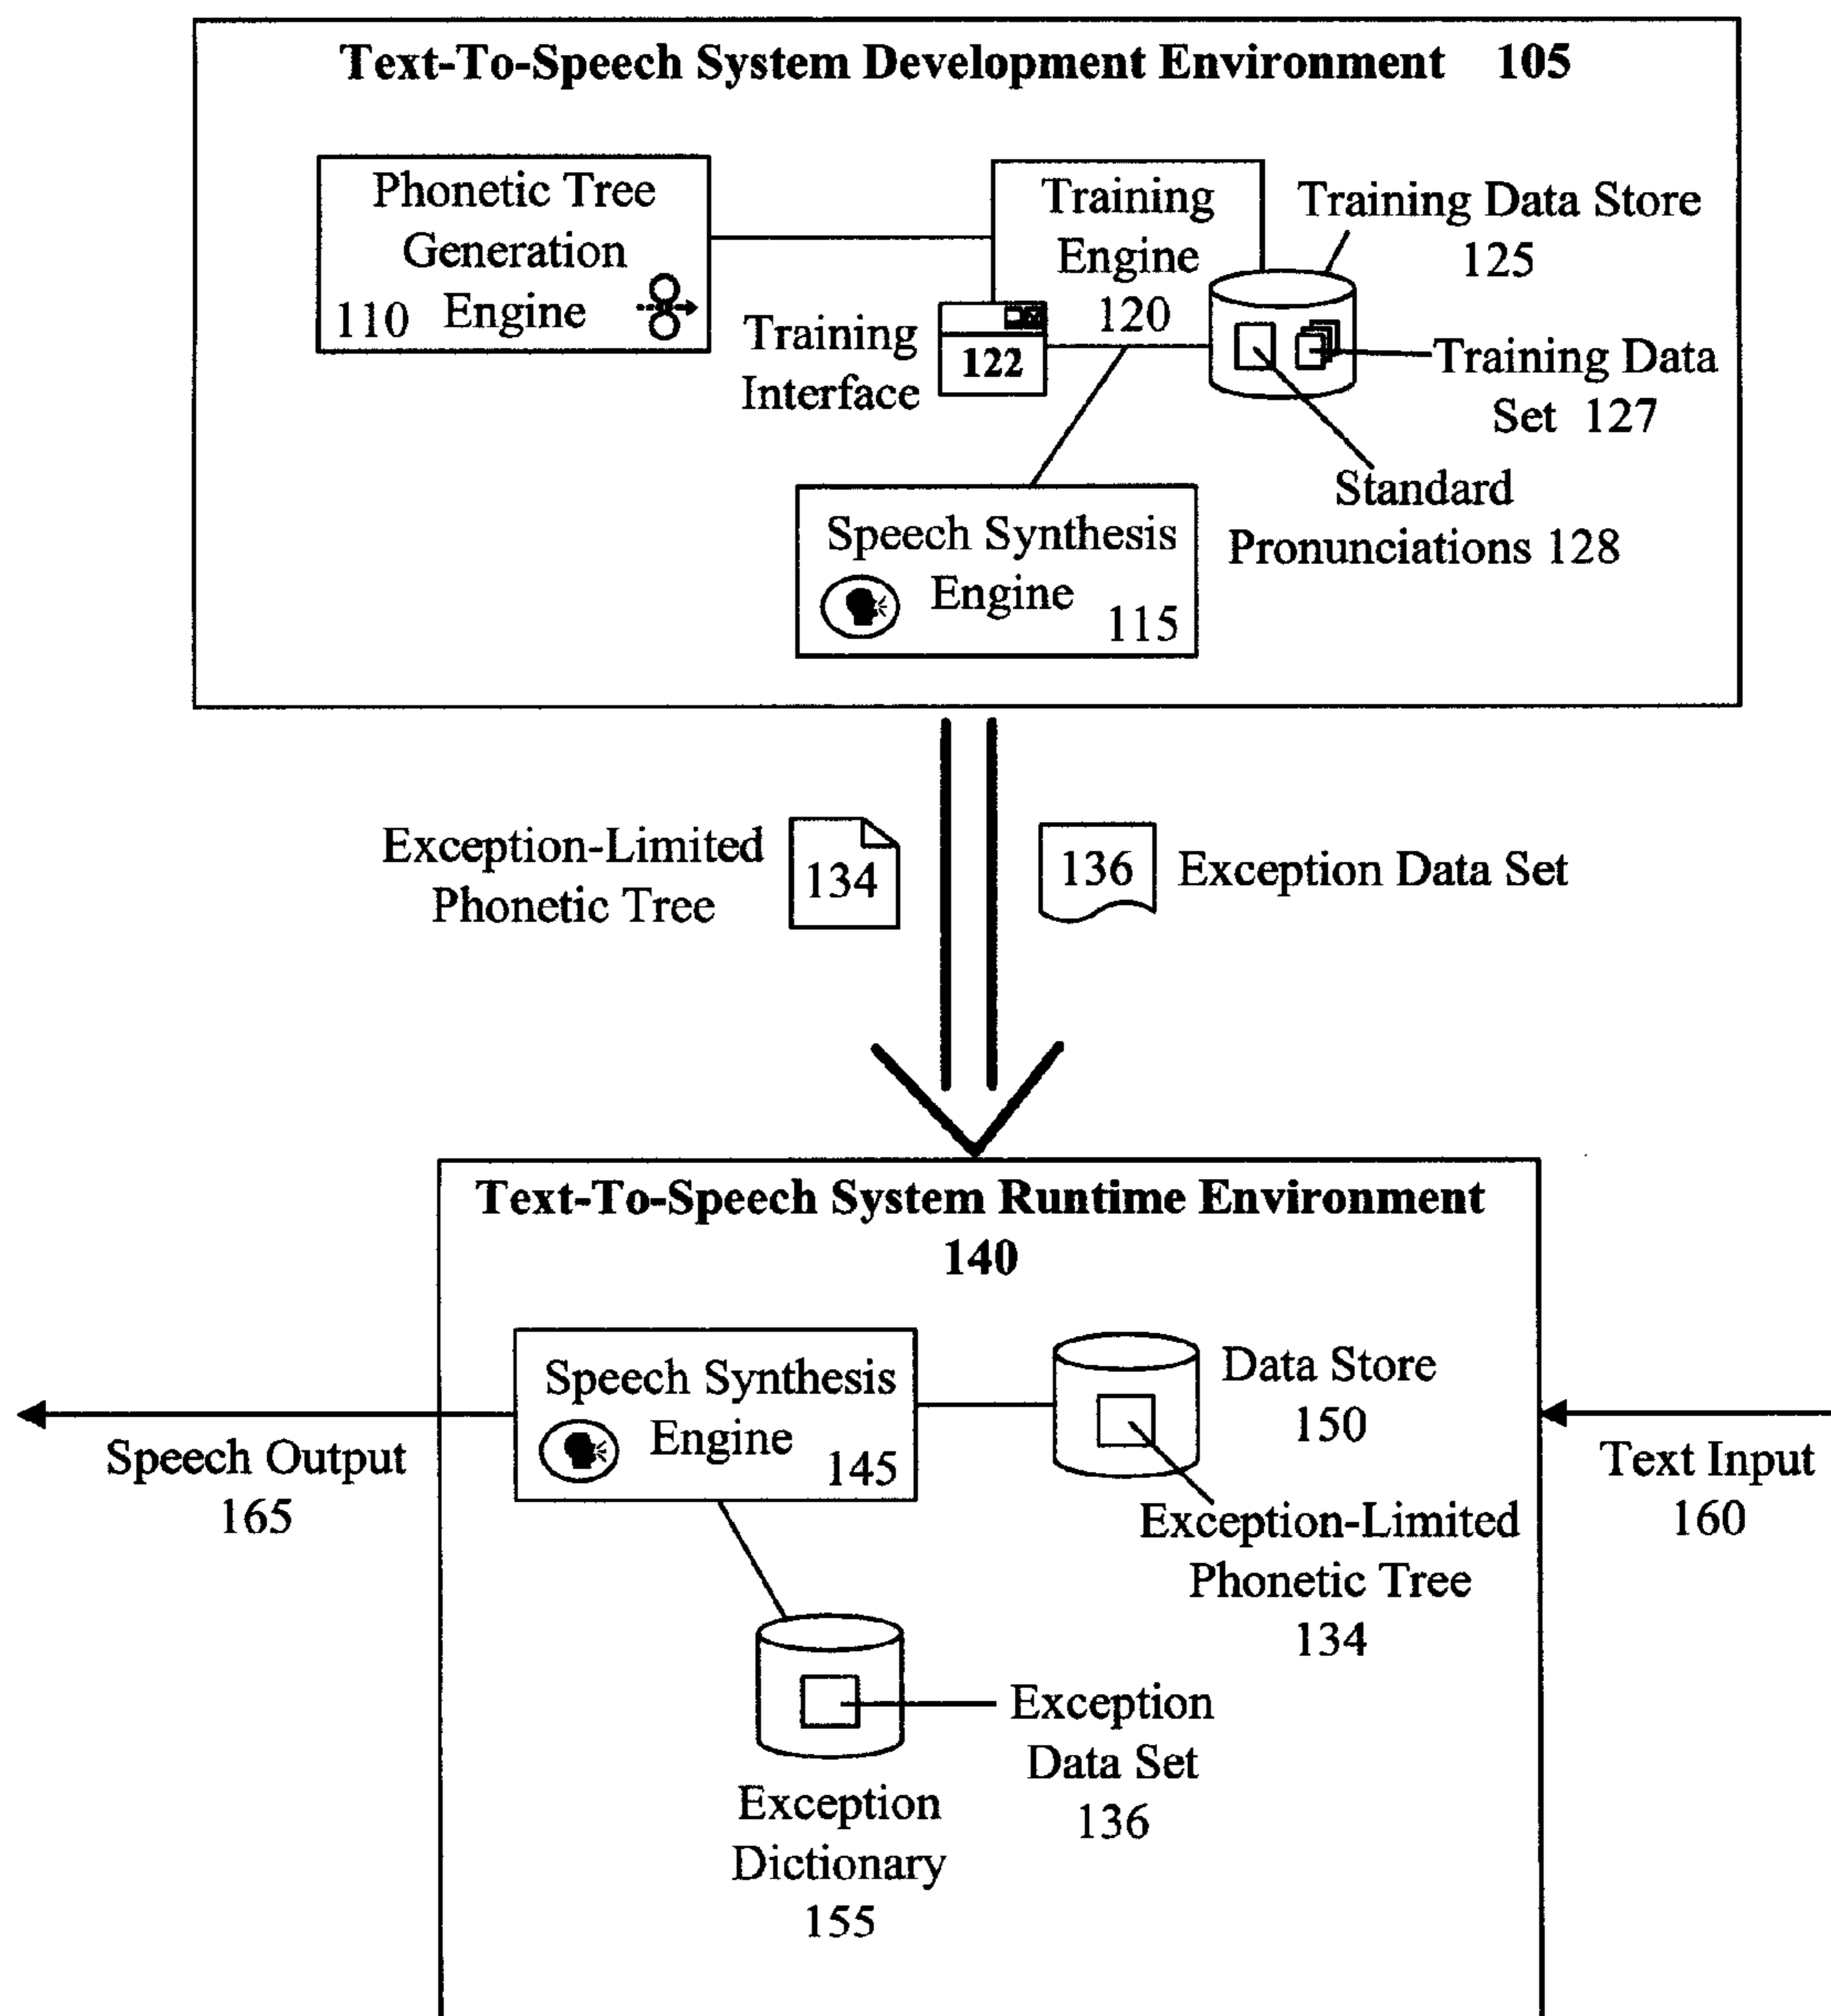 Text-To-Speech System Development Environment 105
Phonetic Tree
Generation
110 Engine
Training
Engine
120
Training Data Store
125
Training
Interface
122
Training Data
Set 127
Standard
Pronunciations 128
Speech Synthesis
Engine
115
Exception-Limited
Phonetic Tree
134
136
Exception Data Set
Text-To-Speech System Runtime Environment
140
Speech Synthesis
Engine
145
Data Store
150
Speech Output
165
Text Input
160
Exception-Limited
Phonetic Tree
134
Exception
Data Set
136
Exception
Dictionary
155